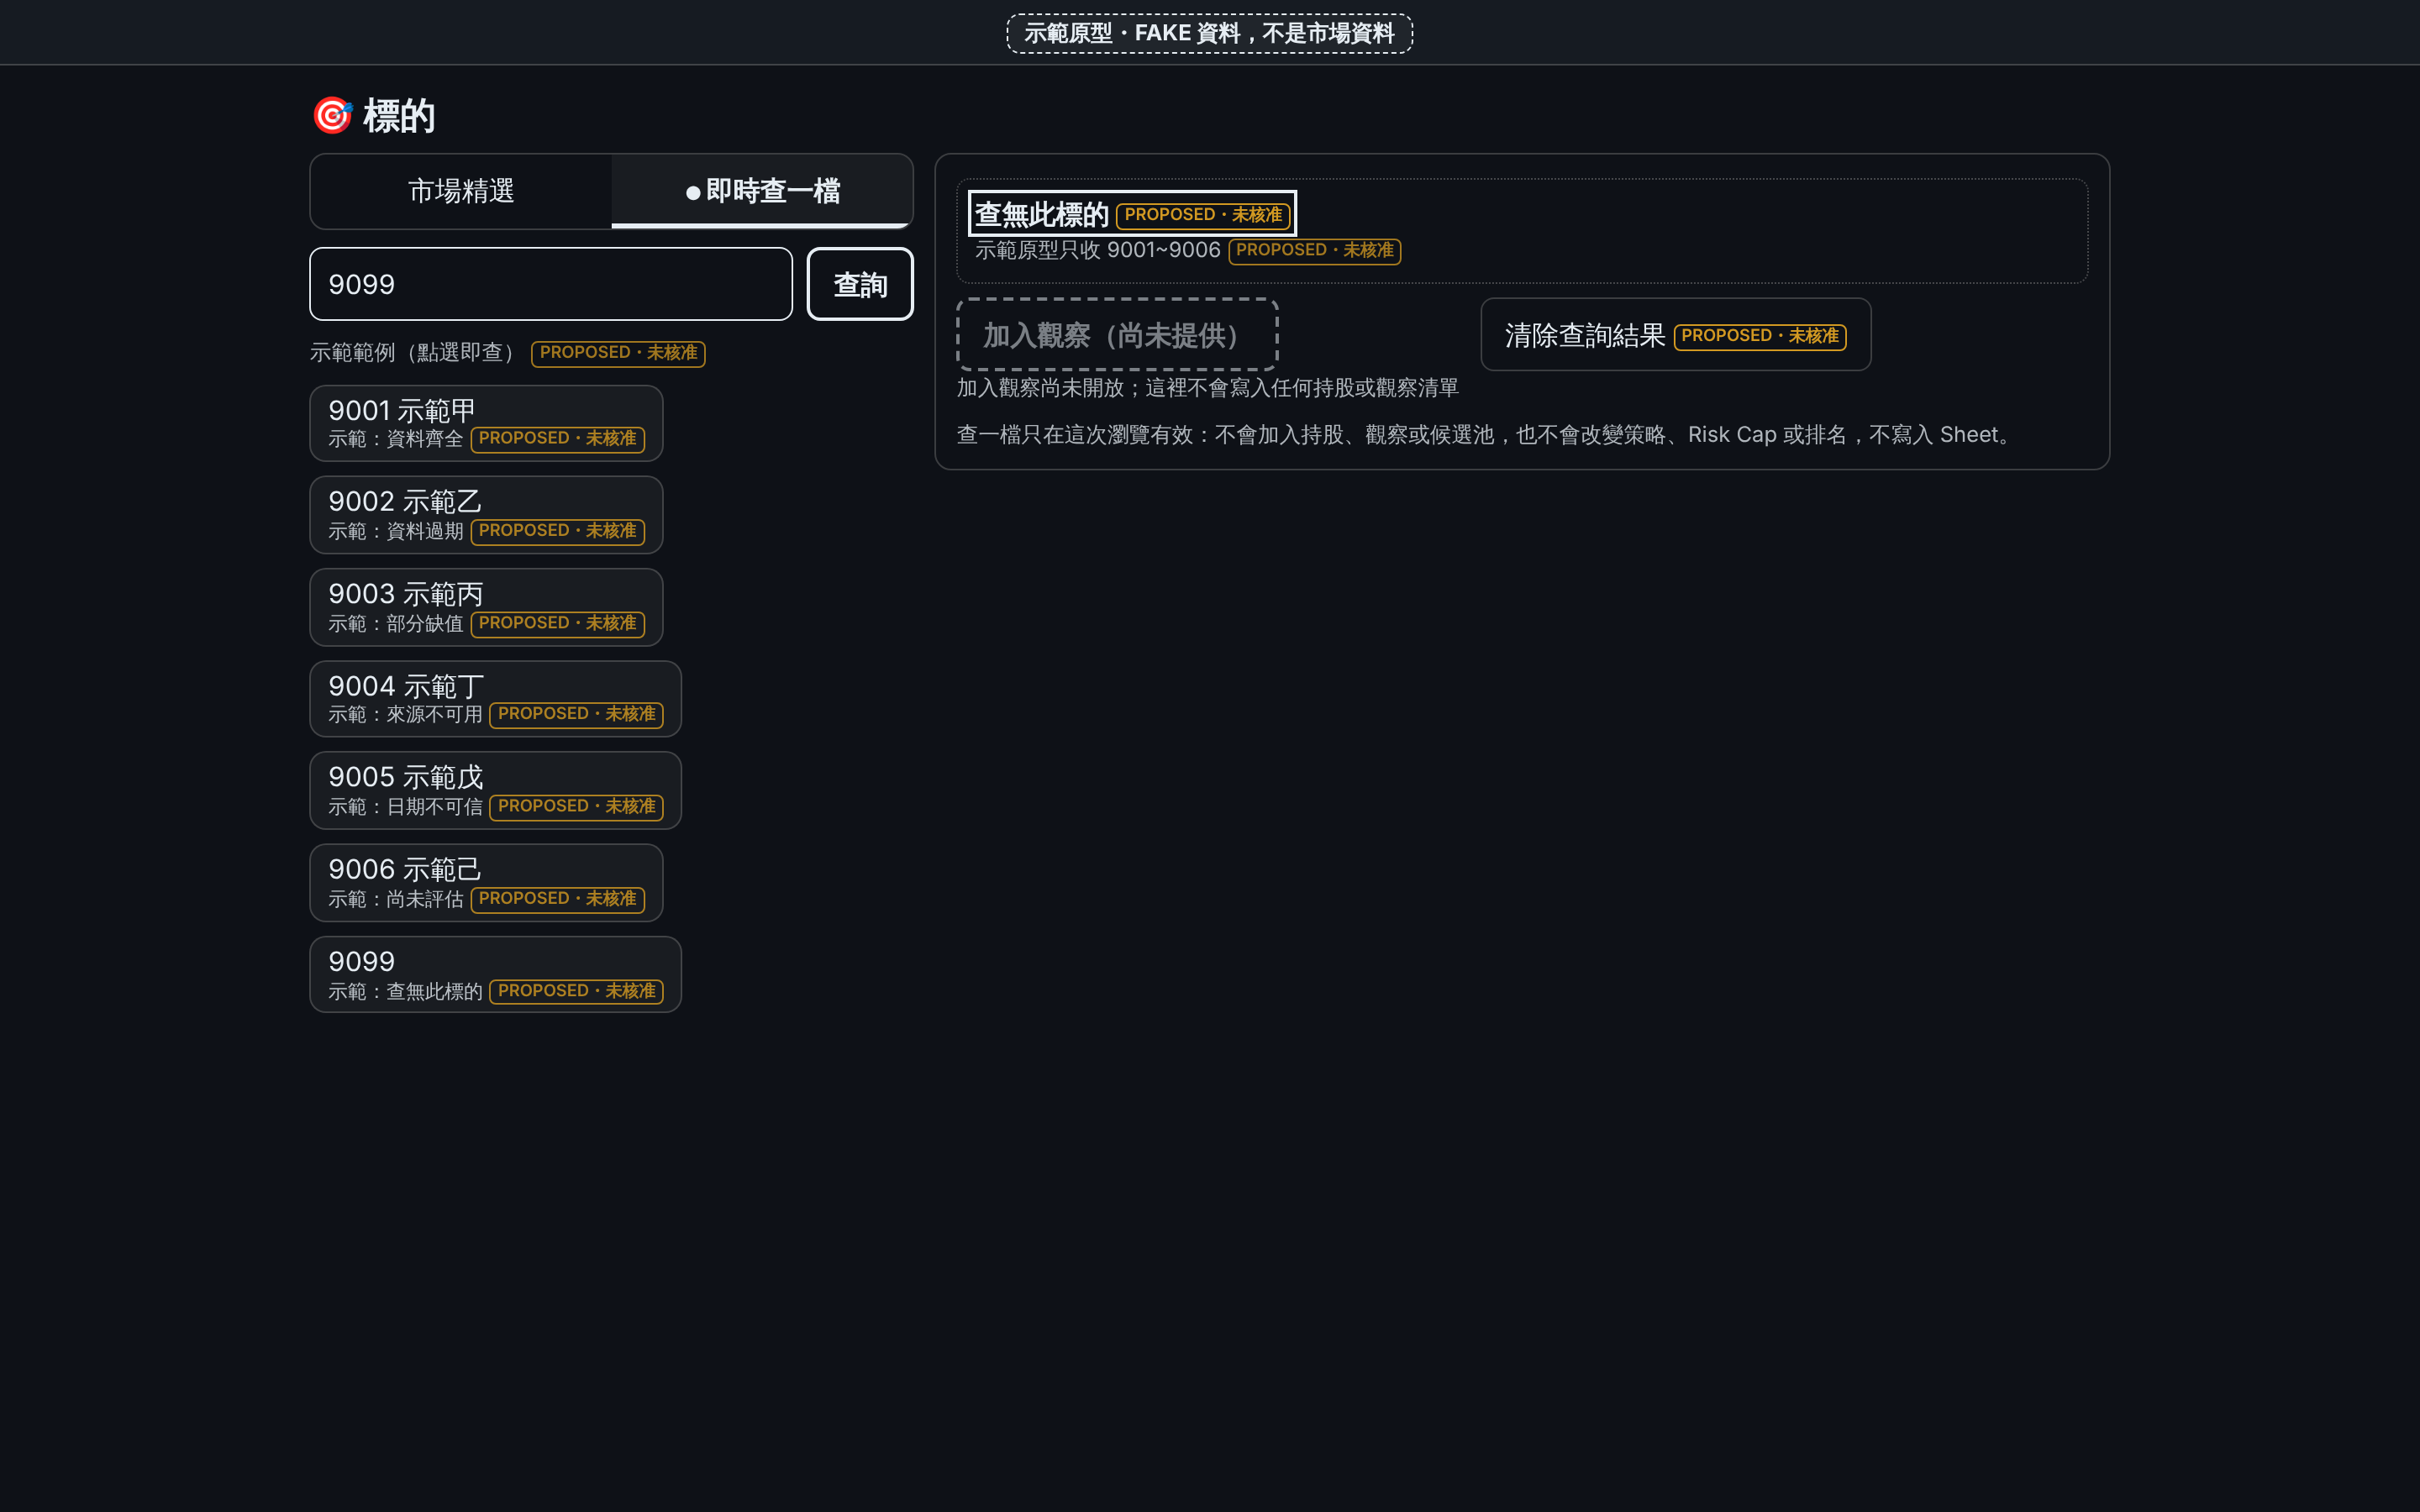 示範原型・FAKE 資料，不是市場資料
🎯 標的
市場精選
● 即時查一檔
9099
查詢
示範範例（點選即查） PROPOSED・未核准
9001 示範甲
示範：資料齊全 PROPOSED・未核准
9002 示範乙
示範：資料過期 PROPOSED・未核准
9003 示範丙
示範：部分缺值 PROPOSED・未核准
9004 示範丁
示範：來源不可用 PROPOSED・未核准
9005 示範戊
示範：日期不可信 PROPOSED・未核准
9006 示範己
示範：尚未評估 PROPOSED・未核准
9099
示範：查無此標的 PROPOSED・未核准
查無此標的 PROPOSED・未核准
示範原型只收 9001~9006 PROPOSED・未核准
加入觀察（尚未提供）
清除查詢結果 PROPOSED・未核准
加入觀察尚未開放；這裡不會寫入任何持股或觀察清單
查一檔只在這次瀏覽有效：不會加入持股、觀察或候選池，也不會改變策略、Risk Cap 或排名，不寫入 Sheet。